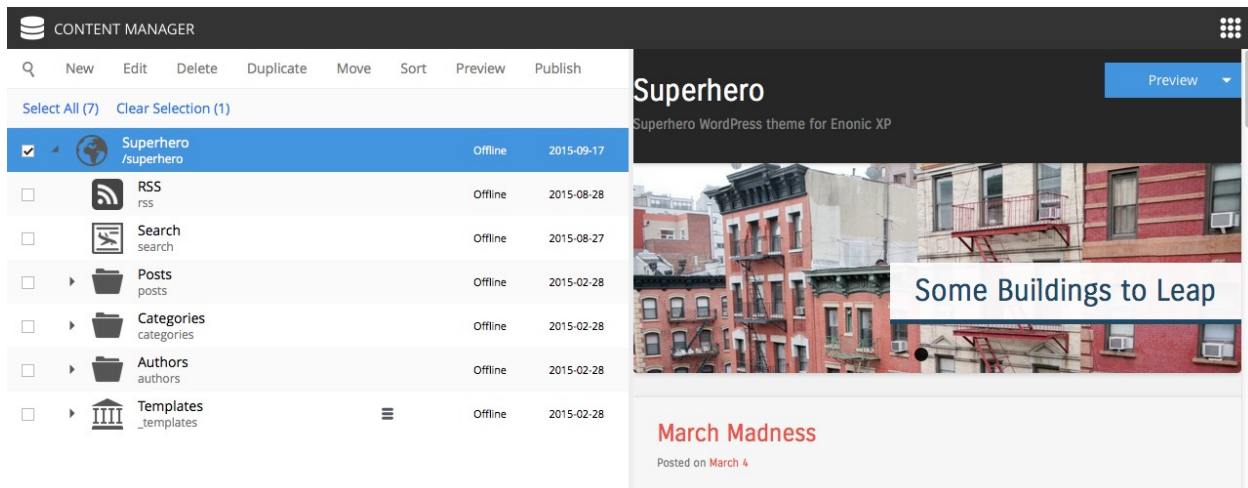 CONTENT MANAGER
New Edit Delete Duplicate Move Sort Preview Publish
Select All (7) Clear Selection (1)
Superhero
/superhero
Offline 2015-09-17
RSS
rss
Offline 2015-08-28
Search
search
Offline 2015-08-27
Posts
posts
Offline 2015-02-28
Categories
categories
Offline 2015-02-28
Authors
authors
Offline 2015-02-28
Templates
_templates
Offline 2015-02-28
Superhero
Preview
Superhero WordPress theme for Enonic XP
Some Buildings to Leap
March Madness
Posted on March 4